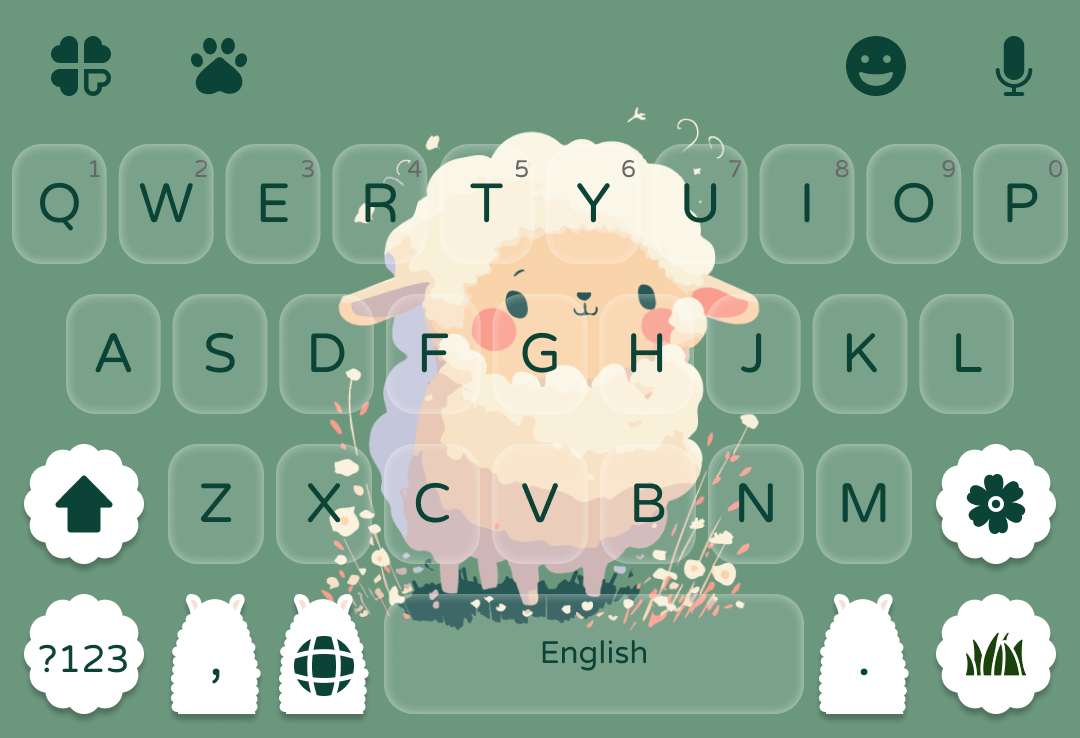 1 2 3 4 5 6 7 8 9 0
Q W E R T Y U I O P
A S D F G H J K L
Z X C V B N M
?123 , English .